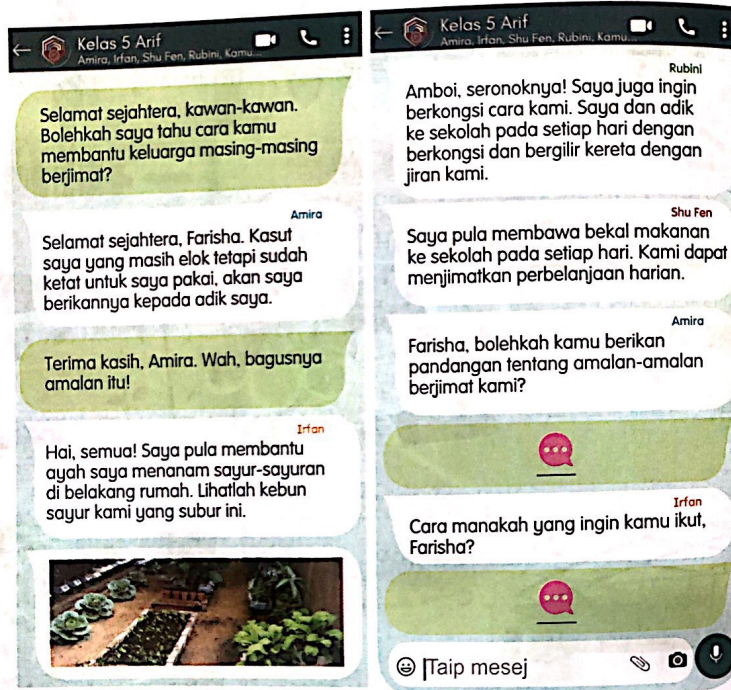 Kelas 5 Arif
Amira, Irfan, Shu Fen, Rubini, Kamu...
Selamat sejahtera, kawan-kawan.
Bolehkah saya tahu cara kamu
membantu keluarga masing-masing
berjimat?
Amira
Selamat sejahtera, Farisha. Kasut
saya yang masih elok tetapi sudah
ketat untuk saya pakai, akan saya
berikannya kepada adik saya.
Terima kasih, Amira. Wah, bagusnya
amalan itu!
Irfan
Hai, semua! Saya pula membantu
ayah saya menanam sayur-sayuran
di belakang rumah. Lihatlah kebun
sayur kami yang subur ini.
Kelas 5 Arif
Amira, Irfan, Shu Fen, Rubini, Kamu...
Rubini
Amboi, seronoknya! Saya juga ingin
berkongsi cara kami. Saya dan adik
ke sekolah pada setiap hari dengan
berkongsi dan bergilir kereta dengan
jiran kami.
Shu Fen
Saya pula membawa bekal makanan
ke sekolah pada setiap hari. Kami dapat
menjimatkan perbelanjaan harian.
Amira
Farisha, bolehkah kamu berikan
pandangan tentang amalan-amalan
berjimat kami?
Irfan
Cara manakah yang ingin kamu ikut,
Farisha?
Taip mesej